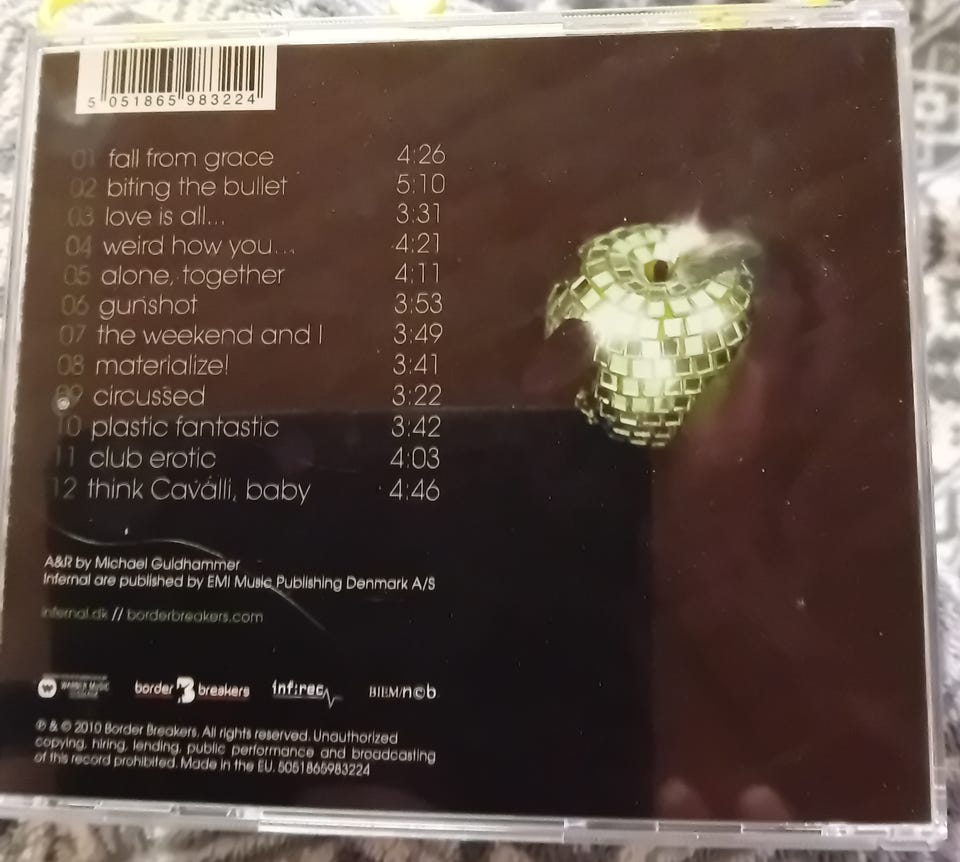 5 051865 983224
01 fall from grace 4:26
02 biting the bullet 5:10
03 love is all... 3:31
04 weird how you... 4:21
05 alone, together 4:11
06 gunshot 3:53
07 the weekend and I 3:49
08 materialize! 3:41
09 circussed 3:22
10 plastic fantastic 3:42
11 club erotic 4:03
12 think Cavalli, baby 4:46
A&R by Michael Guldhammer
Infernal are published by EMI Music Publishing Denmark A/S
infernal.dk // borderbreakers.com
WARNER MUSIC border breakers inf:rec BIEM/ncb
℗ & © 2010 Border Breakers. All rights reserved. Unauthorized
copying, hiring, lending, public performance and broadcasting
of this record prohibited. Made in the EU. 5051865983224